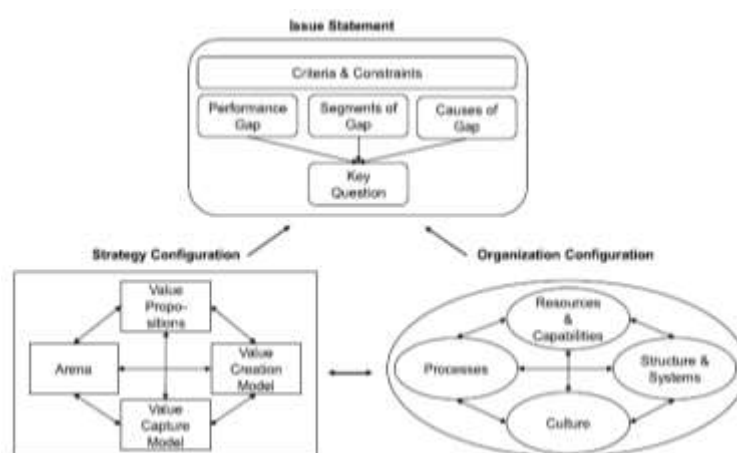 Issue Statement
Criteria & Constraints
Performance
Gap
Segments of
Gap
Causes of
Gap
Key
Question
Strategy Configuration
Organization Configuration
Value
Propo-
sitions
Arena
Value
Creation
Model
Value
Capture
Model
Resources
&
Capabilities
Processes
Structure &
Systems
Culture